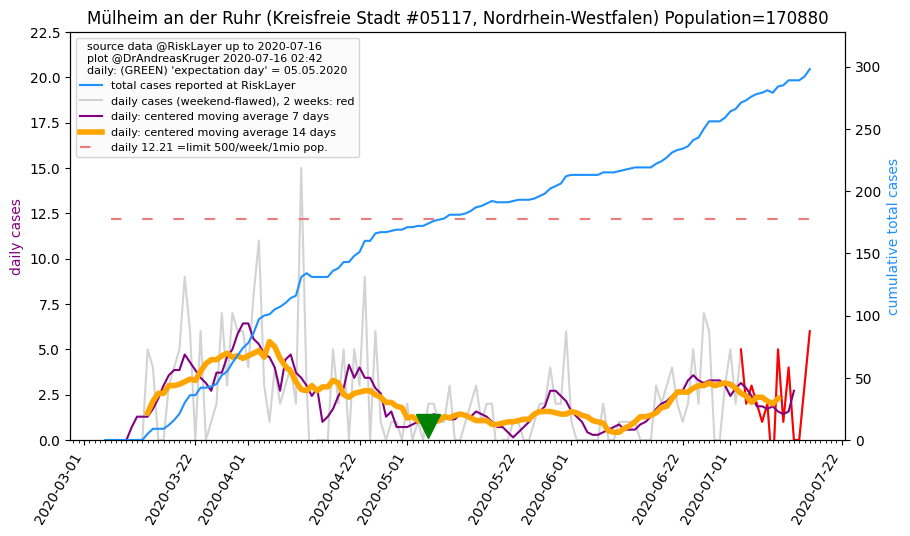 Mülheim an der Ruhr (Kreisfreie Stadt #05117, Nordrhein-Westfalen) Population=170880
source data @RiskLayer up to 2020-07-16
plot @DrAndreasKruger 2020-07-16 02:42
daily: (GREEN) 'expectation day' = 05.05.2020
total cases reported at RiskLayer
daily cases (weekend-flawed), 2 weeks: red
daily: centered moving average 7 days
daily: centered moving average 14 days
daily 12.21 =limit 500/week/1mio pop.
daily cases
22.5
20.0
17.5
15.0
12.5
10.0
7.5
5.0
2.5
0.0
300
250
200
150
100
50
0
cumulative total cases
2020-03-01
2020-03-22
2020-04-01
2020-04-22
2020-05-01
2020-05-22
2020-06-01
2020-06-22
2020-07-01
2020-07-22